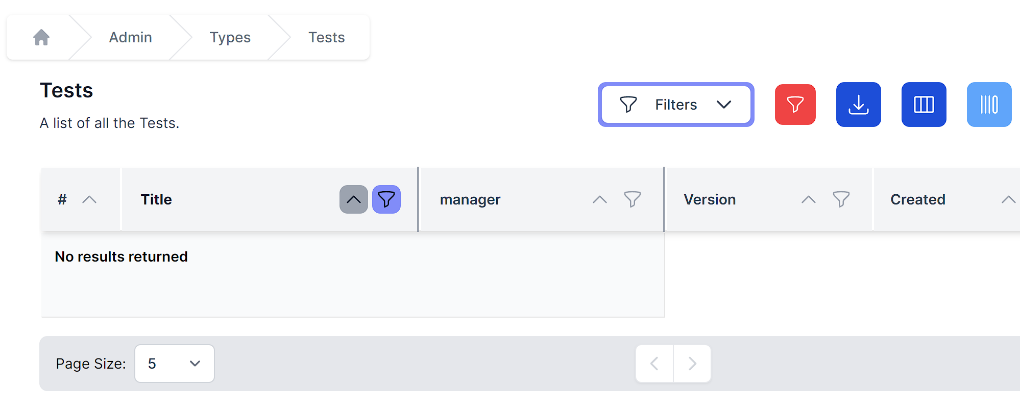 Admin Types Tests
Tests
A list of all the Tests.
Filters
# Title manager Version Created
No results returned
Page Size: 5